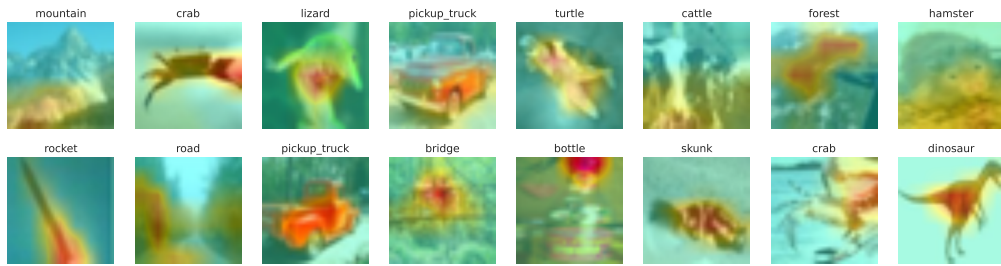 mountain crab lizard pickup_truck turtle cattle forest hamster
rocket road pickup_truck bridge bottle skunk crab dinosaur